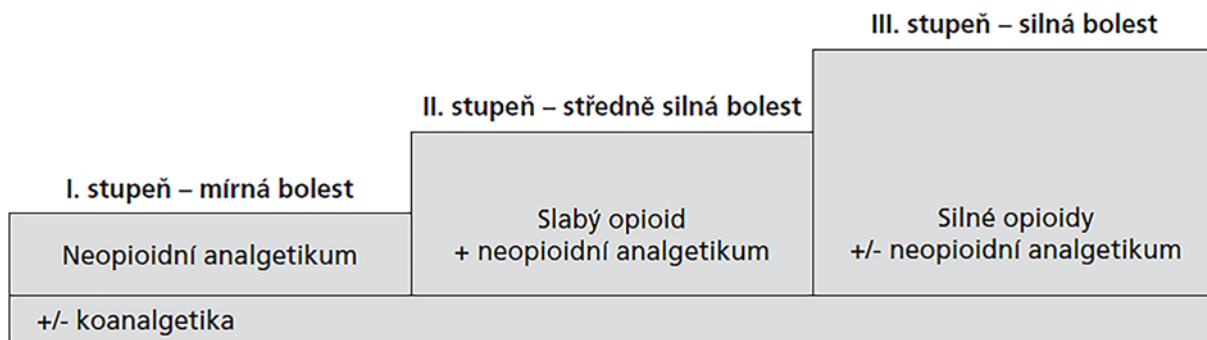 I. stupeň – mírná bolest
Neopioidní analgetikum
II. stupeň – středně silná bolest
Slabý opioid
+ neopioidní analgetikum
III. stupeň – silná bolest
Silné opioidy
+/- neopioidní analgetikum
+/- koanalgetika